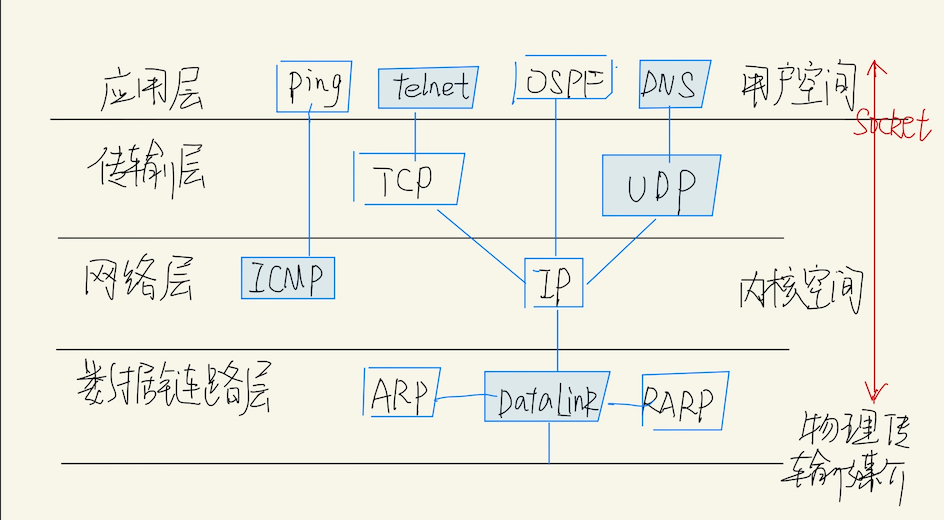 应用层 Ping telnet OSPF DNS 用户空间
Socket
传输层 TCP UDP
网络层 ICMP IP 内核空间
数据链路层 ARP DataLink RARP
物理传
输媒介